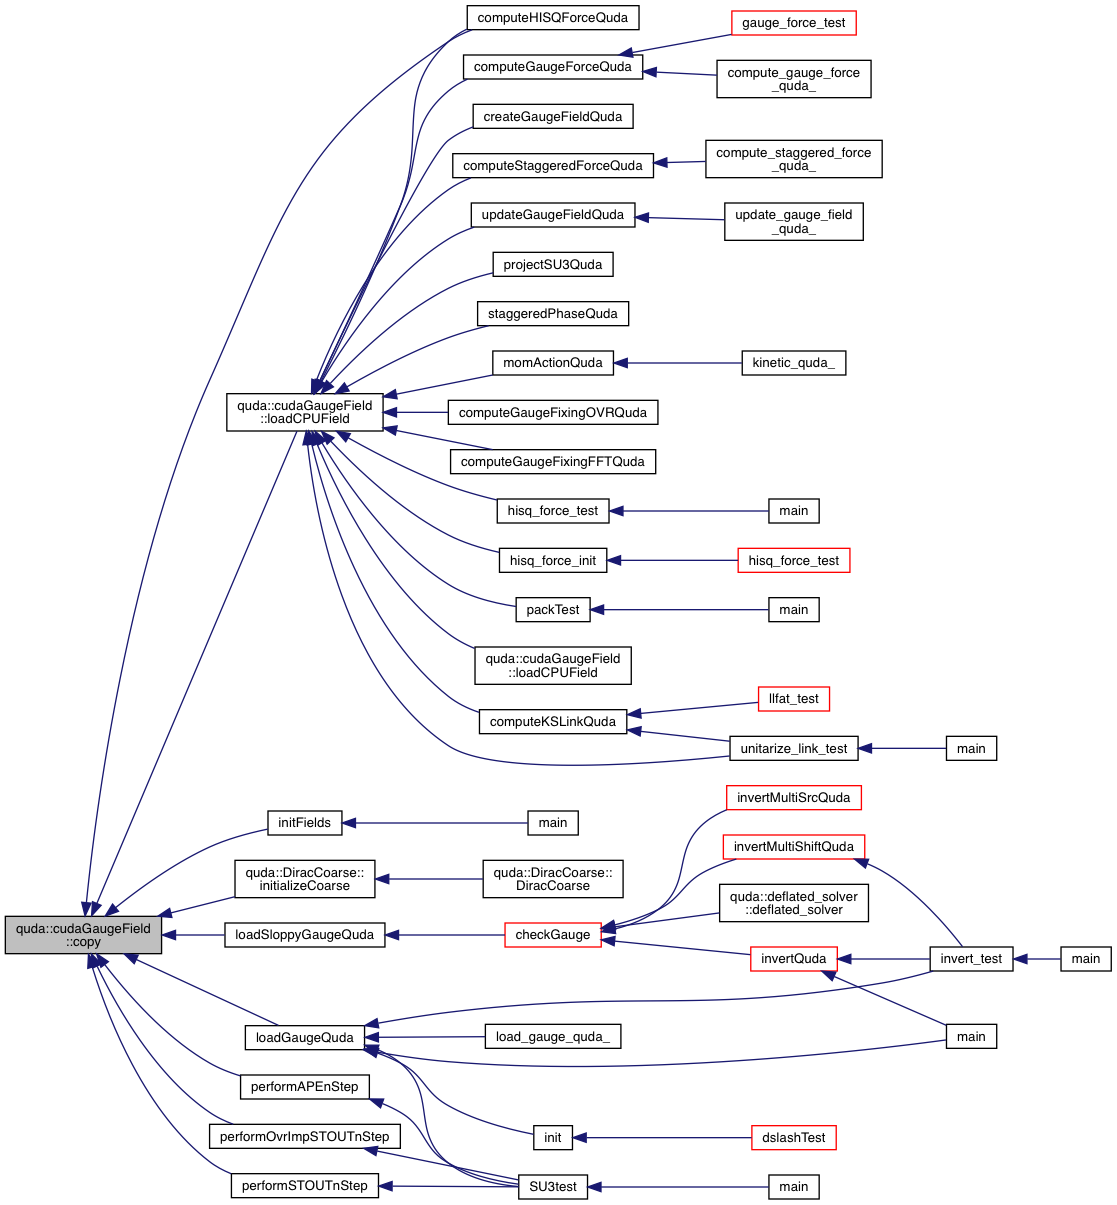 computeHISQForceQuda
gauge_force_test
computeGaugeForceQuda
compute_gauge_force
_quda_
createGaugeFieldQuda
computeStaggeredForceQuda
compute_staggered_force
_quda_
updateGaugeFieldQuda
update_gauge_field
_quda_
projectSU3Quda
staggeredPhaseQuda
momActionQuda
kinetic_quda_
quda::cudaGaugeField
::loadCPUField
computeGaugeFixingOVRQuda
computeGaugeFixingFFTQuda
hisq_force_test
main
hisq_force_init
hisq_force_test
packTest
main
quda::cudaGaugeField
::loadCPUField
llfat_test
computeKSLinkQuda
unitarize_link_test
main
invertMultiSrcQuda
initFields
main
invertMultiShiftQuda
quda::DiracCoarse::
initializeCoarse
quda::DiracCoarse::
DiracCoarse
quda::deflated_solver
::deflated_solver
quda::cudaGaugeField
::copy
loadSloppyGaugeQuda
checkGauge
invertQuda
invert_test
main
loadGaugeQuda
load_gauge_quda_
main
performAPEnStep
performOvrImpSTOUTnStep
init
dslashTest
performSTOUTnStep
SU3test
main